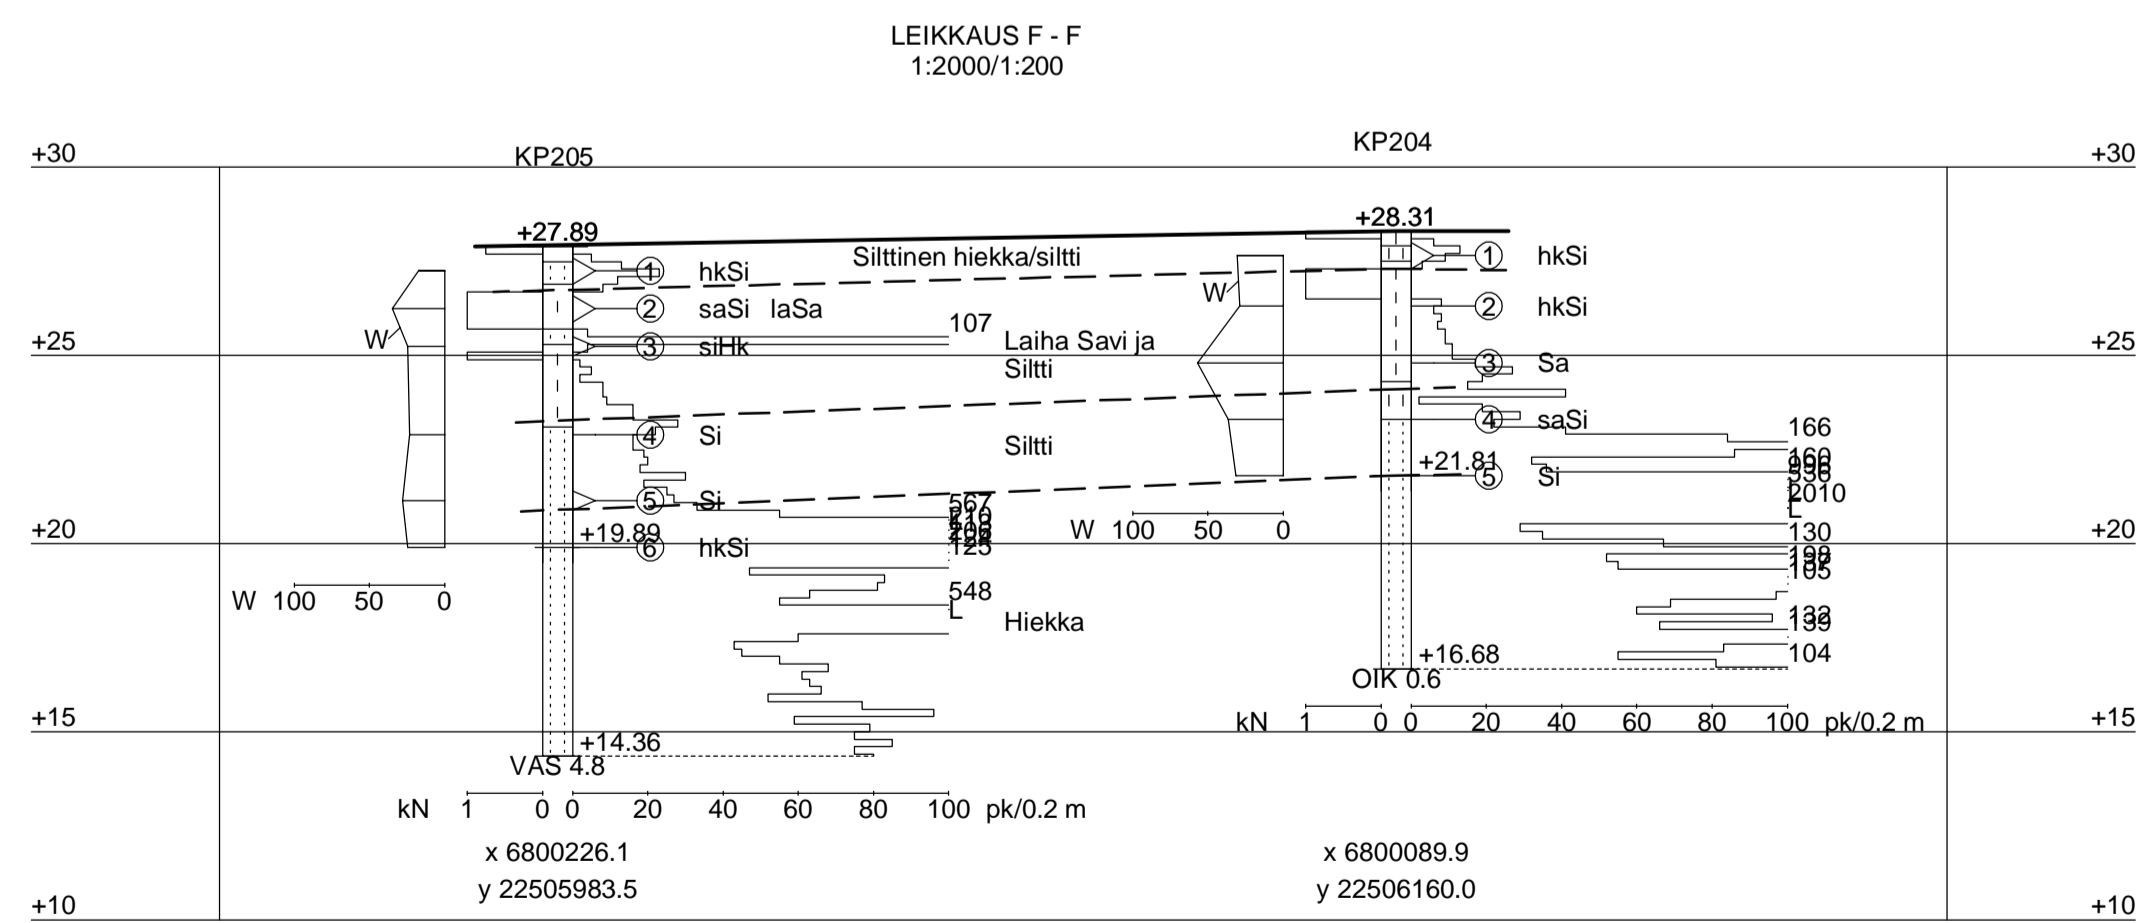 LEIKKAUS F - F
1:2000/1:200
+30
KP205
KP204
+30
+27.89
+28.31
Silttinen hiekka/siltti
1 hkSi
1 hkSi
2 saSi laSa
W
2 hkSi
107
W
3 siHk
Laiha Savi ja
Siltti
+25
+25
3 Sa
4 Si
Siltti
4 saSi
166
160
+21.81
5 Si
5 Si
567
2010
L
W 100 50 0
130
+20
+19.89
6 hkSi
125
+20
105
W 100 50 0
548
L
Hiekka
132
139
104
+16.68
OIK 0.6
+15
kN 1 0 0 20 40 60 80 100 pk/0.2 m
+15
+14.36
VAS 4.8
kN 1 0 0 20 40 60 80 100 pk/0.2 m
x 6800226.1
y 22505983.5
x 6800089.9
y 22506160.0
+10
+10